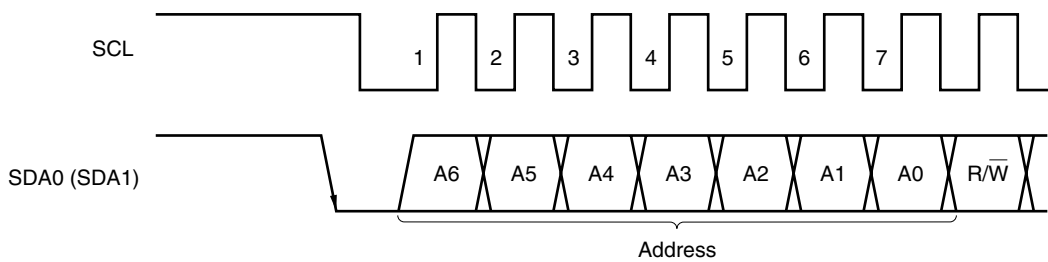 SCL
1 2 3 4 5 6 7
SDA0 (SDA1)
A6 A5 A4 A3 A2 A1 A0 R/W̅
Address